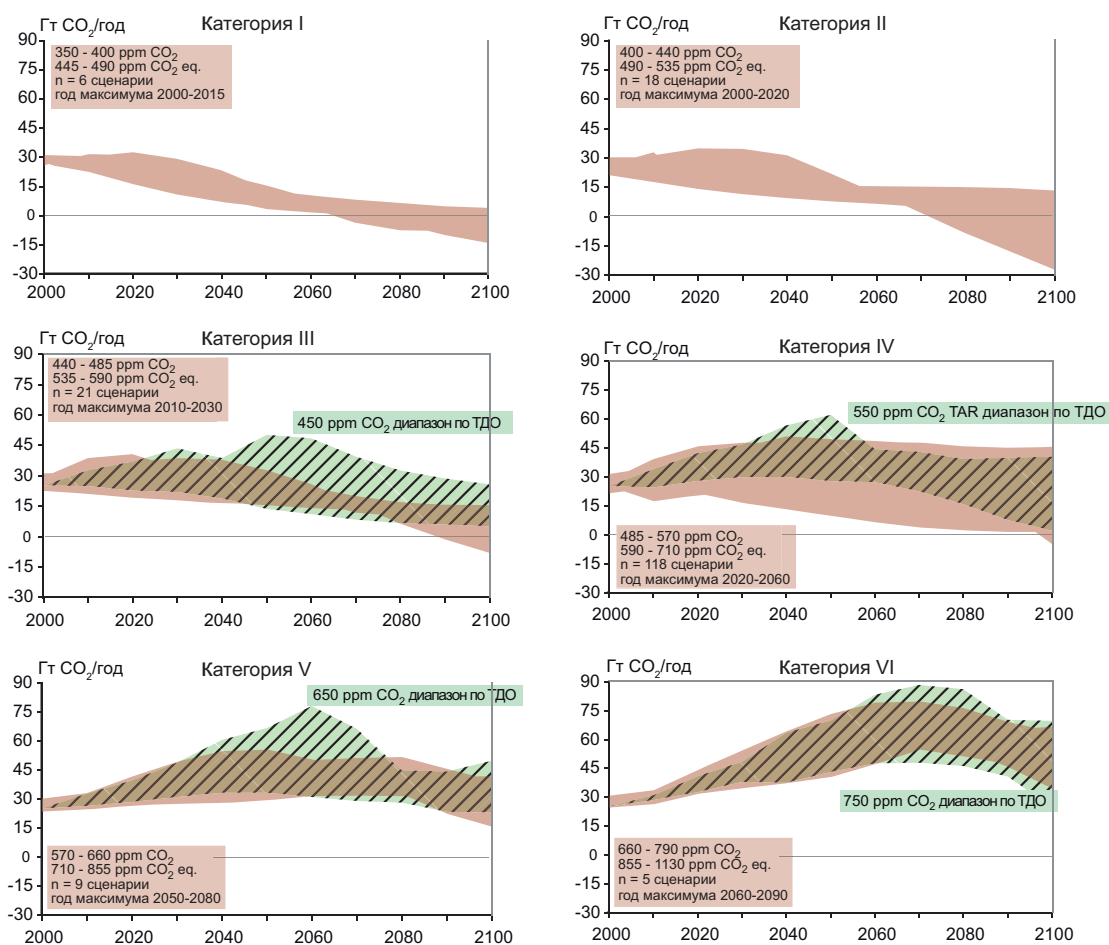 Гт CO₂/год
Категория I
350 - 400 ppm CO₂
445 - 490 ppm CO₂ eq.
n = 6 сценарии
год максимума 2000-2015
90
75
60
45
30
15
0
-15
-30
2000
2020
2040
2060
2080
2100
Гт CO₂/год
Категория II
400 - 440 ppm CO₂
490 - 535 ppm CO₂ eq.
n = 18 сценарии
год максимума 2000-2020
90
75
60
45
30
15
0
-15
-30
2000
2020
2040
2060
2080
2100
Гт CO₂/год
Категория III
440 - 485 ppm CO₂
535 - 590 ppm CO₂ eq.
n = 21 сценарии
год максимума 2010-2030
450 ppm CO₂ диапазон по ТДО
90
75
60
45
30
15
0
-15
-30
2000
2020
2040
2060
2080
2100
Гт CO₂/год
Категория IV
550 ppm CO₂ TAR диапазон по ТДО
485 - 570 ppm CO₂
590 - 710 ppm CO₂ eq.
n = 118 сценарии
год максимума 2020-2060
90
75
60
45
30
15
0
-15
-30
2000
2020
2040
2060
2080
2100
Гт CO₂/год
Категория V
650 ppm CO₂ диапазон по ТДО
570 - 660 ppm CO₂
710 - 855 ppm CO₂ eq.
n = 9 сценарии
год максимума 2050-2080
90
75
60
45
30
15
0
-15
-30
2000
2020
2040
2060
2080
2100
Гт CO₂/год
Категория VI
750 ppm CO₂ диапазон по ТДО
660 - 790 ppm CO₂
855 - 1130 ppm CO₂ eq.
n = 5 сценарии
год максимума 2060-2090
90
75
60
45
30
15
0
-15
-30
2000
2020
2040
2060
2080
2100